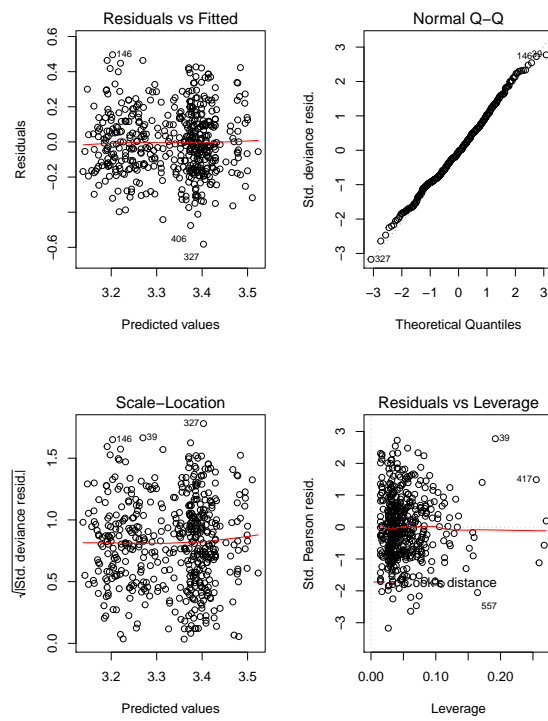 Residuals vs Fitted
Residuals
−0.6 −0.2 0.0 0.2 0.4 0.6
3.2 3.3 3.4 3.5
Predicted values
146
406
327
Normal Q−Q
Std. deviance resid.
−3 −2 −1 0 1 2 3
−3 −2 −1 0 1 2 3
Theoretical Quantiles
146
39
327
Scale−Location
√|Std. deviance resid.|
0.0 0.5 1.0 1.5
3.2 3.3 3.4 3.5
Predicted values
327
146
39
Residuals vs Leverage
Std. Pearson resid.
−3 −2 −1 0 1 2 3
0.00 0.10 0.20
Leverage
39
417
Cook's distance
557